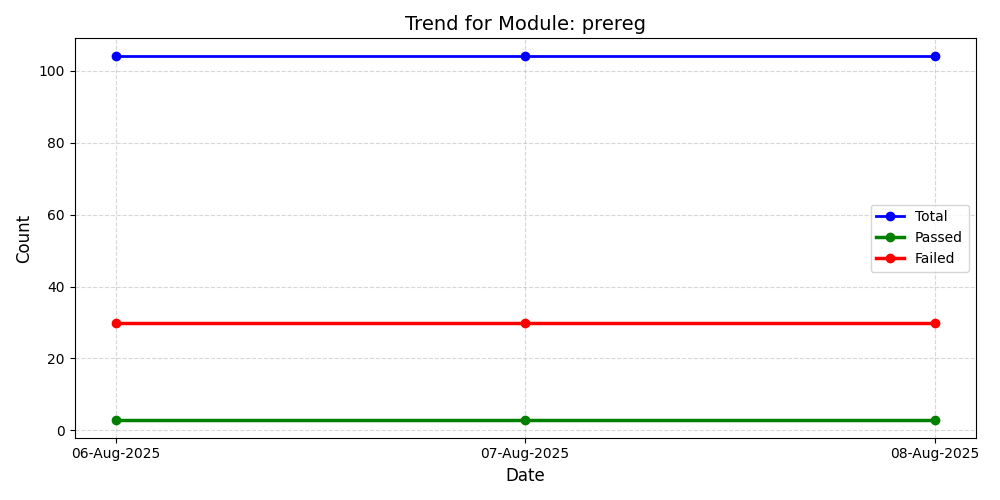 Trend for Module: prereg
Count
100
80
60
40
20
0
Total
Passed
Failed
06-Aug-2025
07-Aug-2025
08-Aug-2025
Date